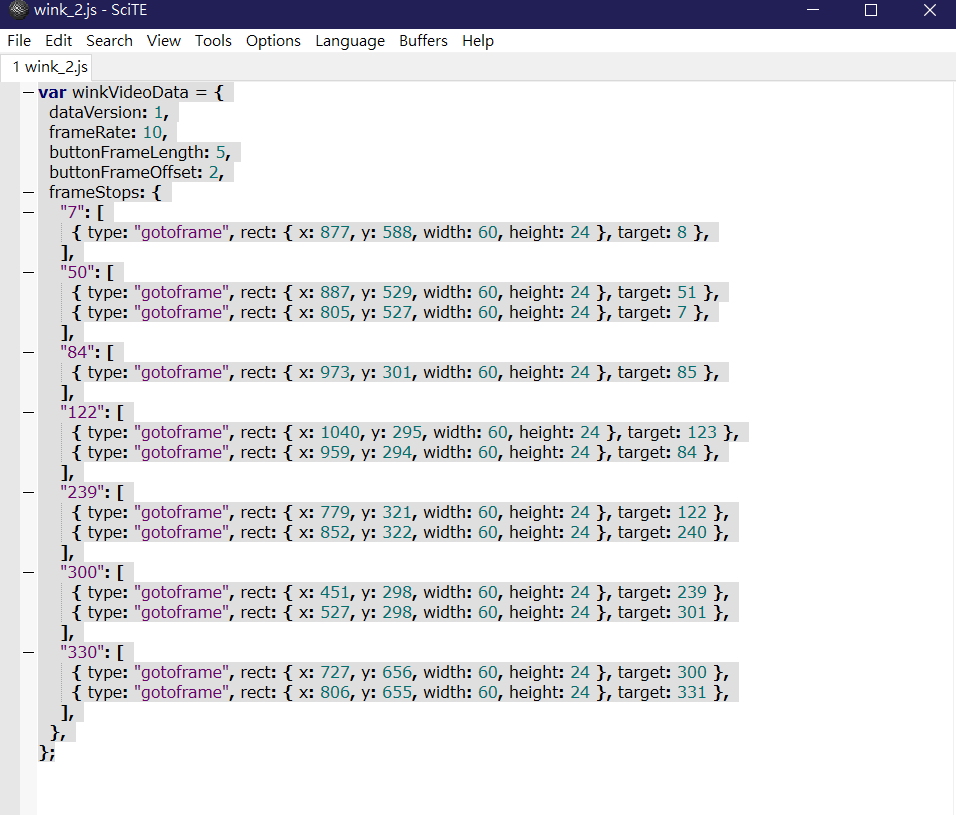 wink_2.js - SciTE
File Edit Search View Tools Options Language Buffers Help
1 wink_2.js
var winkVideoData = {
  dataVersion: 1,
  frameRate: 10,
  buttonFrameLength: 5,
  buttonFrameOffset: 2,
  frameStops: {
    "7": [
      { type: "gotoframe", rect: { x: 877, y: 588, width: 60, height: 24 }, target: 8 },
    ],
    "50": [
      { type: "gotoframe", rect: { x: 887, y: 529, width: 60, height: 24 }, target: 51 },
      { type: "gotoframe", rect: { x: 805, y: 527, width: 60, height: 24 }, target: 7 },
    ],
    "84": [
      { type: "gotoframe", rect: { x: 973, y: 301, width: 60, height: 24 }, target: 85 },
    ],
    "122": [
      { type: "gotoframe", rect: { x: 1040, y: 295, width: 60, height: 24 }, target: 123 },
      { type: "gotoframe", rect: { x: 959, y: 294, width: 60, height: 24 }, target: 84 },
    ],
    "239": [
      { type: "gotoframe", rect: { x: 779, y: 321, width: 60, height: 24 }, target: 122 },
      { type: "gotoframe", rect: { x: 852, y: 322, width: 60, height: 24 }, target: 240 },
    ],
    "300": [
      { type: "gotoframe", rect: { x: 451, y: 298, width: 60, height: 24 }, target: 239 },
      { type: "gotoframe", rect: { x: 527, y: 298, width: 60, height: 24 }, target: 301 },
    ],
    "330": [
      { type: "gotoframe", rect: { x: 727, y: 656, width: 60, height: 24 }, target: 300 },
      { type: "gotoframe", rect: { x: 806, y: 655, width: 60, height: 24 }, target: 331 },
    ],
  },
};